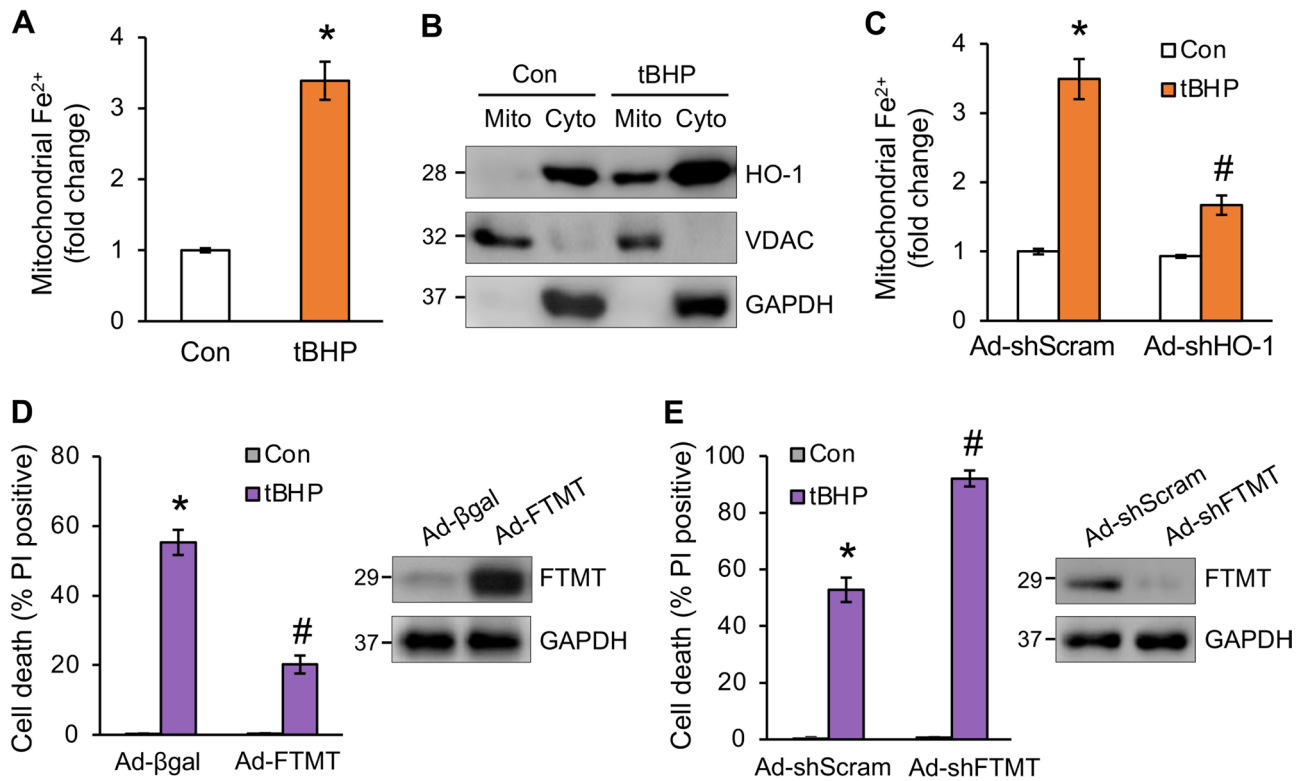 A
Mitochondrial Fe²⁺
(fold change)
4
3
2
1
0
*
Con
tBHP
B
Con
tBHP
Mito
Cyto
Mito
Cyto
28
HO-1
32
VDAC
37
GAPDH
C
Mitochondrial Fe²⁺
(fold change)
4
3
2
1
0
*
#
Con
tBHP
Ad-shScram
Ad-shHO-1
D
Cell death (% PI positive)
80
60
40
20
0
*
#
Con
tBHP
Ad-βgal
Ad-FTMT
Ad-βgal
Ad-FTMT
29
FTMT
37
GAPDH
E
Cell death (% PI positive)
100
80
60
40
20
0
*
#
Con
tBHP
Ad-shScram
Ad-shFTMT
Ad-shScram
Ad-shFTMT
29
FTMT
37
GAPDH